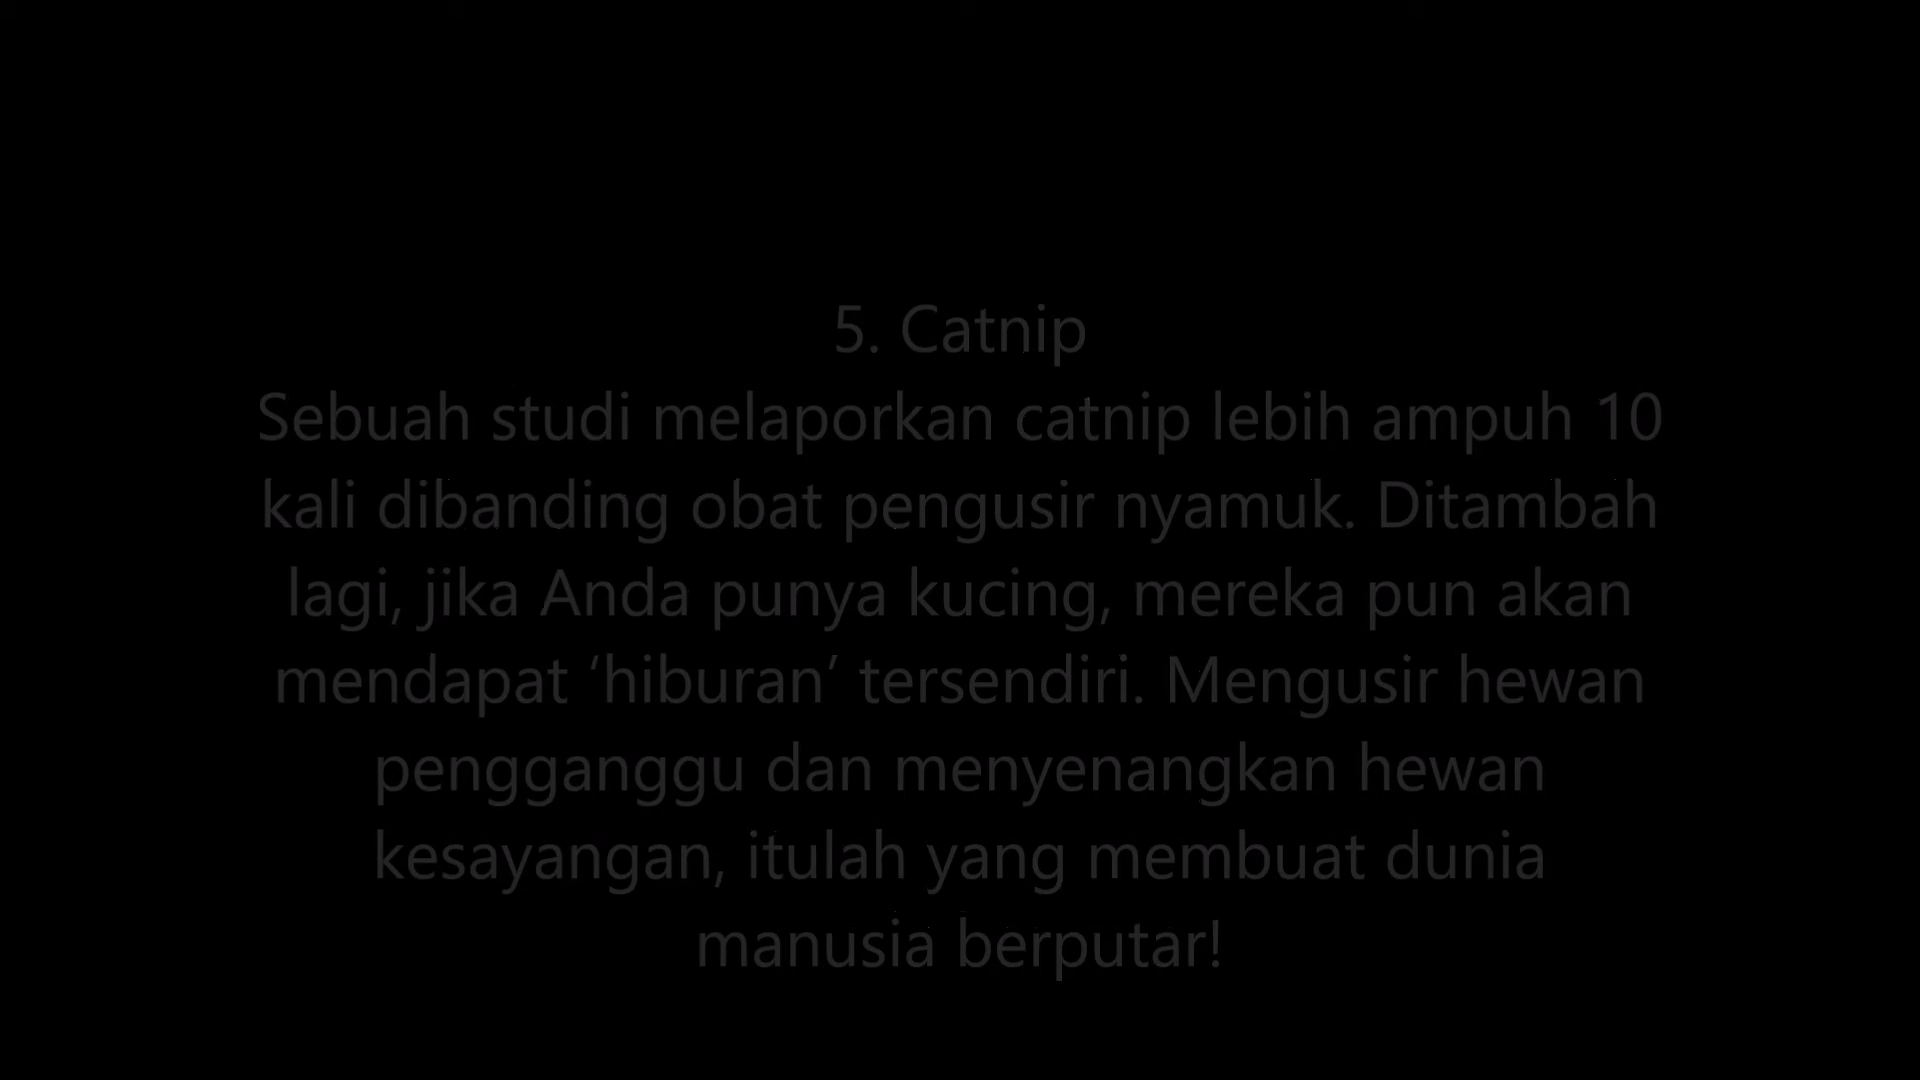 5. Catnip
Sebuah studi melaporkan catnip lebih ampuh 10
kali dibanding obat pengusir nyamuk. Ditambah
lagi, jika Anda punya kucing, mereka pun akan
mendapat ‘hiburan’ tersendiri. Mengusir hewan
pengganggu dan menyenangkan hewan
kesayangan, itulah yang membuat dunia
manusia berputar!